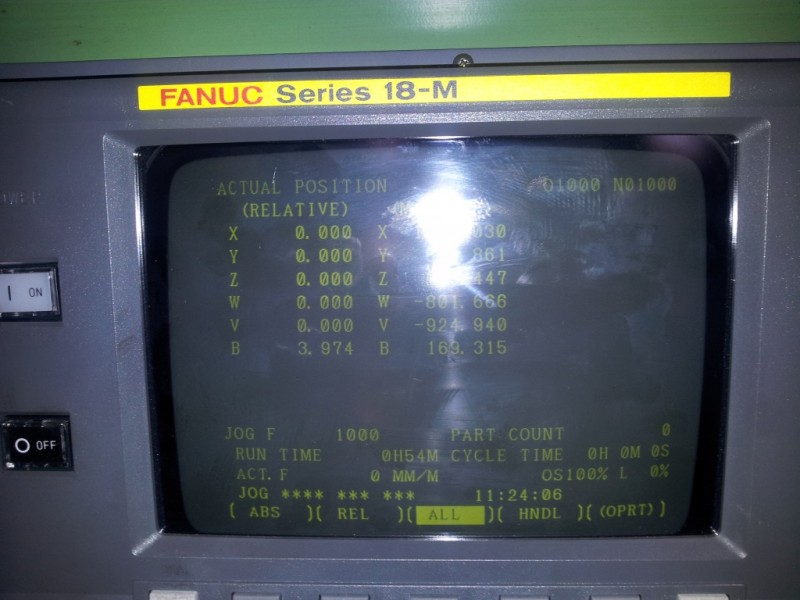 FANUC Series 18-M
ACTUAL POSITION O1000 N01000
(RELATIVE)
X 0.000 X
Y 0.000 Y
Z 0.000 Z
W 0.000 W -801.666
V 0.000 V -924.940
B 3.974 B 169.315
I ON
O OFF
JOG F 1000 PART COUNT 0
RUN TIME 0H54M CYCLE TIME 0H 0M 0S
ACT. F 0 MM/M OS100% L 0%
JOG **** *** *** 11:24:06
[ ABS ][ REL ][ ALL ][ HNDL ][ (OPRT) ]